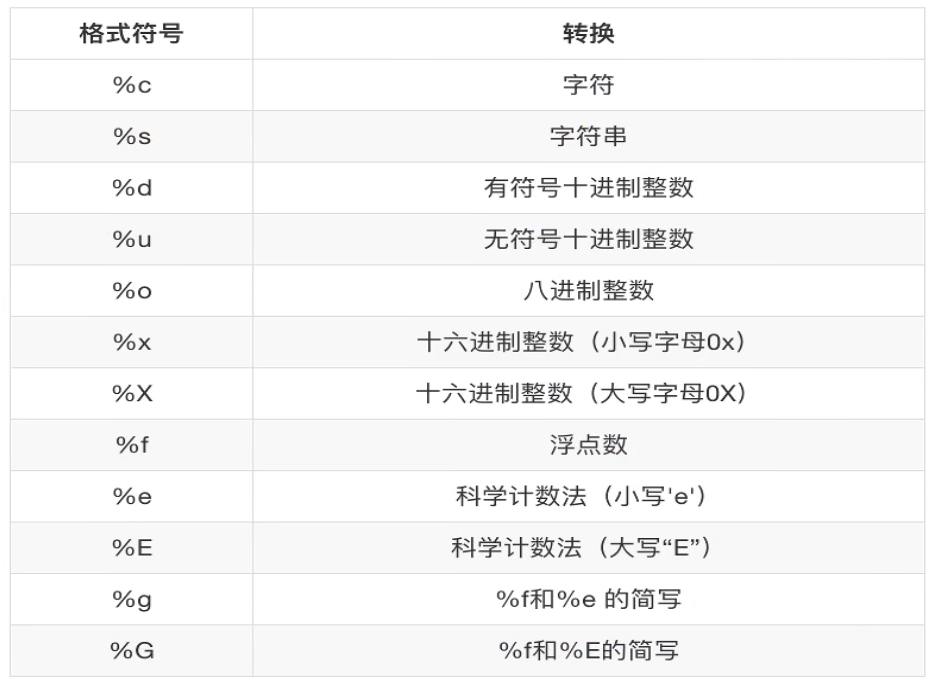 格式符号 转换
%c 字符
%s 字符串
%d 有符号十进制整数
%u 无符号十进制整数
%o 八进制整数
%x 十六进制整数（小写字母0x）
%X 十六进制整数（大写字母0X）
%f 浮点数
%e 科学计数法（小写'e'）
%E 科学计数法（大写“E”）
%g %f和%e 的简写
%G %f和%E的简写